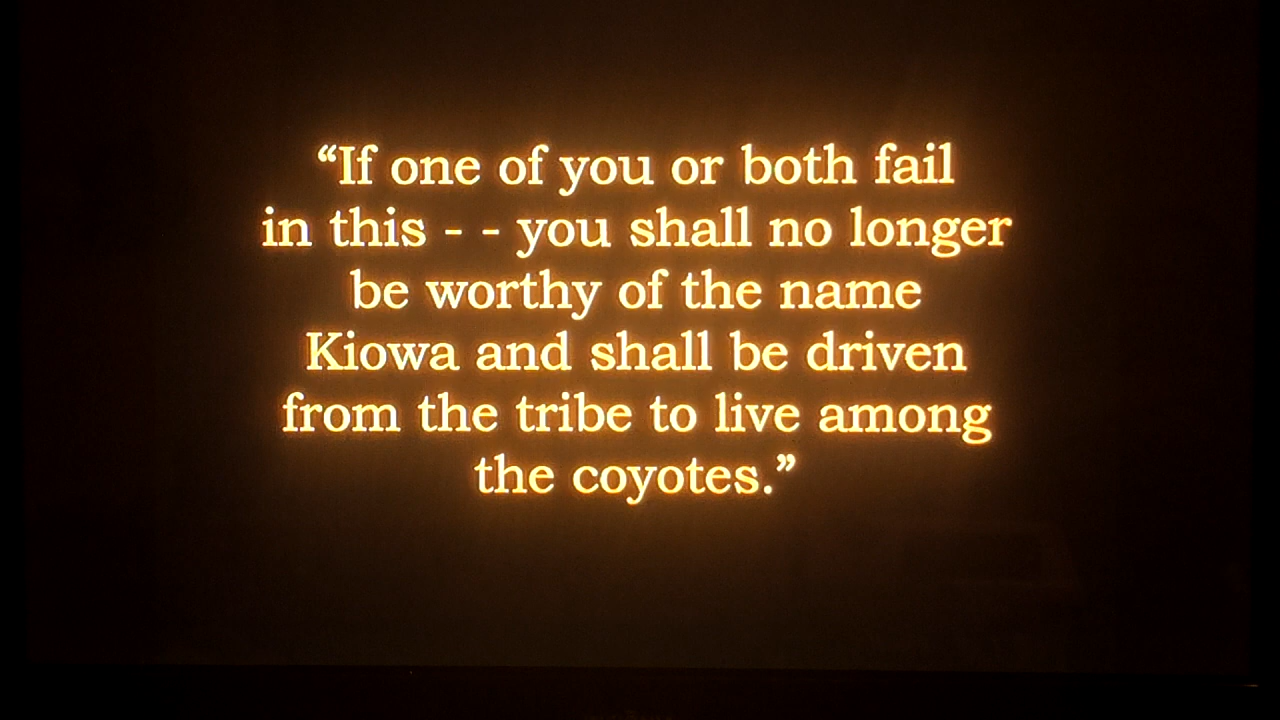 “If one of you or both fail
in this - - you shall no longer
be worthy of the name
Kiowa and shall be driven
from the tribe to live among
the coyotes.”